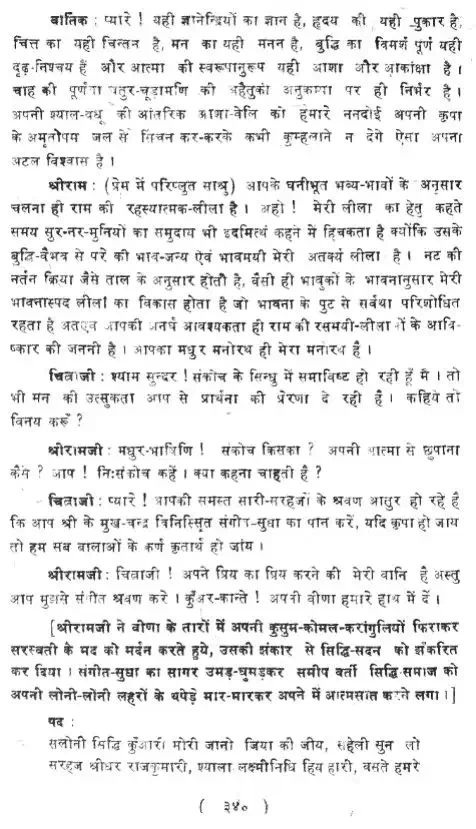 वार्तिक : प्यारे ! यही ज्ञानेन्द्रियों का ज्ञान है, हृदय की यही पुकार है,
चित्त का यही चिन्तन है, मन का यही मनन है, बुद्धि का विमर्श पूर्ण यही
दृढ़-निश्चय है और आत्मा की स्वरूपानुरूप यही आशा और आकांक्षा है ।
चाह की पूर्णता चतुर-चूड़ामणि की अहैतुकी अनुकम्पा पर ही निर्भर है ।
अपनी श्याल-वधू की आंतरिक आशा-वेलि को हमारे ननदोई अपनी कृपा
के अमृतोपम जल से सिंचन कर-करके कभी कुम्हलाने न देंगे ऐसा अपना
अटल विश्वास है ।
श्रीराम : (प्रेम में परिप्लुत साश्रु) आपके घनीभूत भव्य-भावों के अनुसार
चलना ही राम की रहस्यात्मक-लीला है । अहो ! मेरी लीला का हेतु कहते
समय सुर-नर-मुनियों का समुदाय भी इदमित्थं कहने में हिचकता है क्योंकि उसके
बुद्धि-वैभव से परे की भाव-जन्य एवं भावमयी मेरी अतर्क्य लीला है । नट की
नर्तन क्रिया जैसे ताल के अनुसार होती है, वैसी ही भावुकों के भावनानुसार मेरी
भावनास्पद लीला का विकास होता है जो भावना के पुट से सर्वथा परिशोधित
रहता है अतएव आपकी अनर्घ आवश्यकता ही राम की रसमयी-लीलाओं के आवि-
ष्कार की जननी है । आपका मधुर मनोरथ ही मेरा मनोरथ है ।
चित्राजी : श्याम सुन्दर ! संकोच के सिन्धु में समाविष्ट हो रही हूँ मैं । तो
भी मन की उत्सुकता आप से प्रार्थना की प्रेरणा दे रही है । कहिये तो
विनय करूँ ?
श्रीरामजी : मधुर-भाषिणि ! संकोच किसका ? अपनी आत्मा से छुपाना
कैसे ? आप ! निःसंकोच कहें । क्या कहना चाहती हैं ?
चित्राजी : प्यारे ! आपकी समस्त सारी-सरहजों के श्रवण आतुर हो रहे हैं
कि आप श्री के मुख-चन्द्र विनिस्सृत संगीत-सुधा का पान करें, यदि कृपा हो जाय
तो हम सब बालाओं के कर्ण कृतार्थ हो जाँय ।
श्रीरामजी : चित्राजी ! अपने प्रिय का प्रिय करने की मेरी वानि है अस्तु
आप मुझसे संगीत श्रवण करें । कुँअर-कान्ते ! अपनी वीणा हमारे हाथ में दें ।
[श्रीरामजी ने वीणा के तारों में अपनी कुसुम-कोमल-करांगुलियाँ फिराकर
सरस्वती के मद को मर्दन करते हुये, उसकी झंकार से सिद्धि-सदन को झंकरित
कर दिया । संगीत-सुधा का सागर उमड़-घुमड़कर समीप वर्ती सिद्धि-समाज को
अपनी लोनी-लोनी लहरों के थपेड़े मार-मारकर अपने में आत्मसात करने लगा ।]
पद :
सलोनी सिद्धि कुँआरी मोरी जानो जिया की जीय, सहेली सुन लो
सरहज श्रीधर राजकुमारी, श्याला लक्ष्मीनिधि हिय हारी, बसते हमरे
( ३४० )